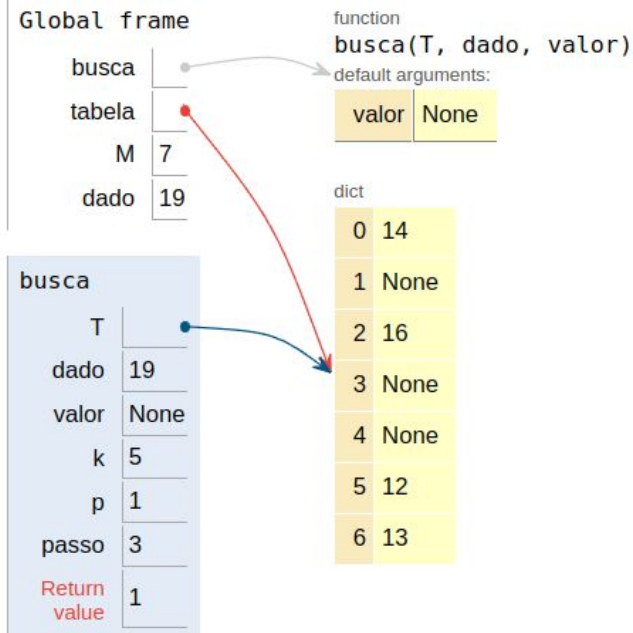 Global frame
busca
tabela
M 7
dado 19
function
busca(T, dado, valor)
default arguments:
valor None
dict
0 14
1 None
2 16
3 None
4 None
5 12
6 13
busca
T
dado 19
valor None
k 5
p 1
passo 3
Return
value 1